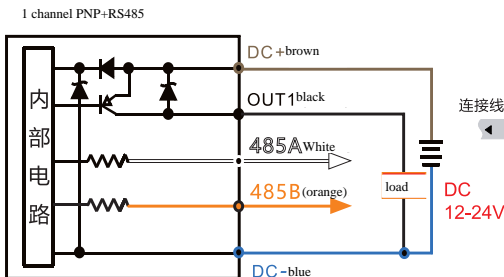 1 channel PNP+RS485
DC+brown
OUT1black
连接线
内部电路
485AWhite
485B(orange)
load
DC
12-24V
DC-blue